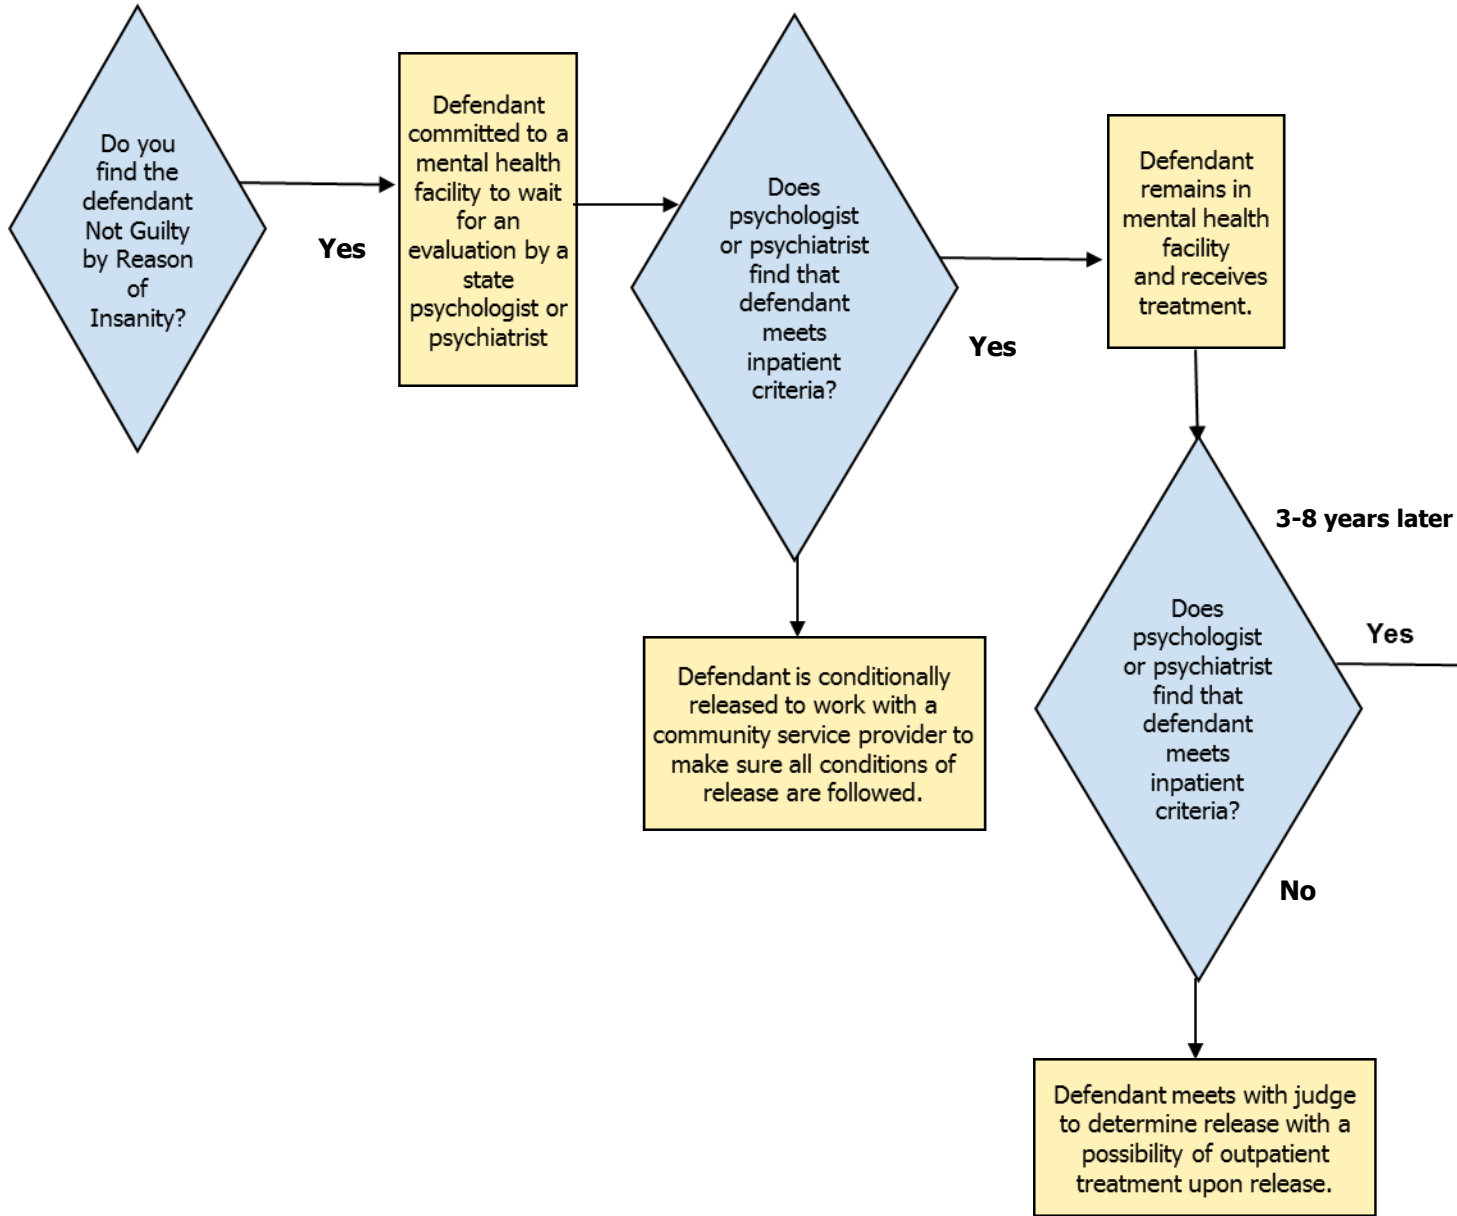 Do you
find the
defendant
Not Guilty
by Reason
of
Insanity?
Yes
Defendant
committed to a
mental health
facility to wait
for an
evaluation by a
state
psychologist or
psychiatrist
Does
psychologist
or psychiatrist
find that
defendant
meets
inpatient
criteria?
Yes
Defendant
remains in
mental health
facility
and receives
treatment.
Defendant is conditionally
released to work with a
community service provider to
make sure all conditions of
release are followed.
3-8 years later
Does
psychologist
or psychiatrist
find that
defendant
meets
inpatient
criteria?
Yes
No
Defendant meets with judge
to determine release with a
possibility of outpatient
treatment upon release.